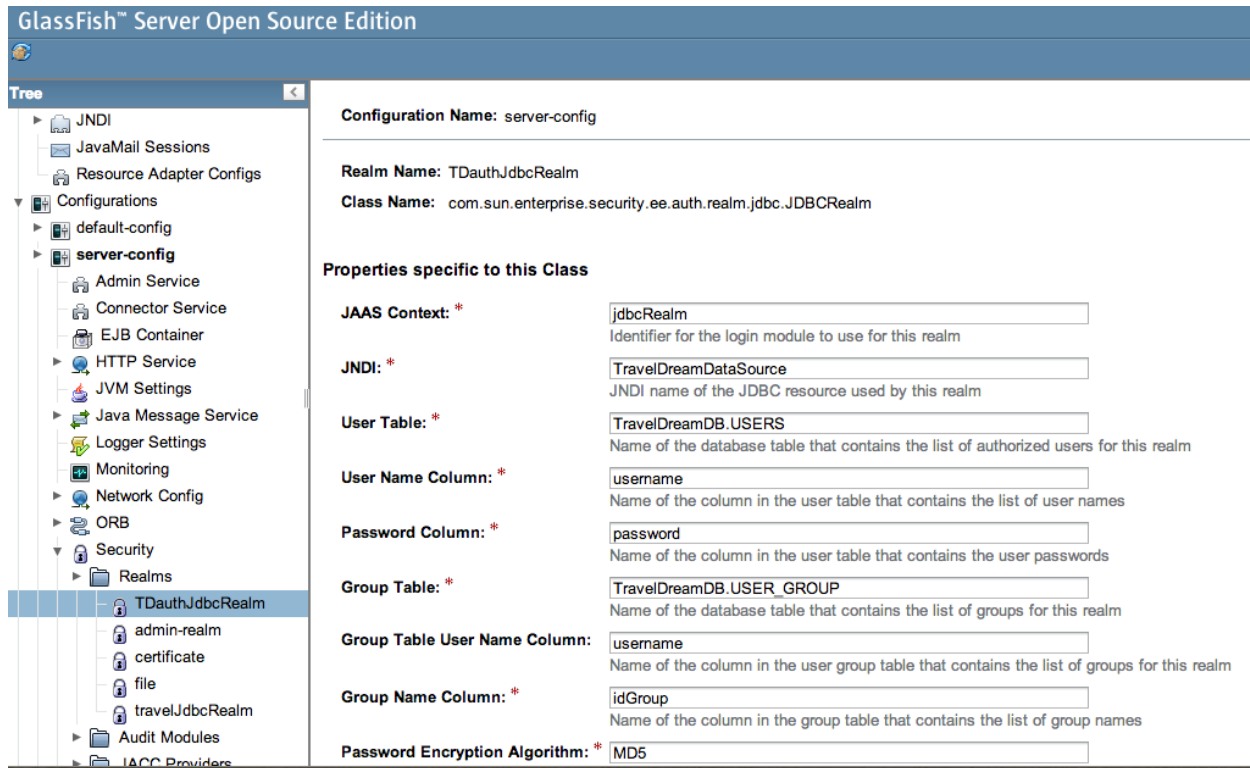 GlassFish™ Server Open Source Edition
Tree
JNDI
JavaMail Sessions
Resource Adapter Configs
Configurations
default-config
server-config
Admin Service
Connector Service
EJB Container
HTTP Service
JVM Settings
Java Message Service
Logger Settings
Monitoring
Network Config
ORB
Security
Realms
TDauthJdbcRealm
admin-realm
certificate
file
travelJdbcRealm
Audit Modules
JACC Providers
Configuration Name: server-config
Realm Name: TDauthJdbcRealm
Class Name: com.sun.enterprise.security.ee.auth.realm.jdbc.JDBCRealm
Properties specific to this Class
JAAS Context: * jdbcRealm
Identifier for the login module to use for this realm
JNDI: * TravelDreamDataSource
JNDI name of the JDBC resource used by this realm
User Table: * TravelDreamDB.USERS
Name of the database table that contains the list of authorized users for this realm
User Name Column: * username
Name of the column in the user table that contains the list of user names
Password Column: * password
Name of the column in the user table that contains the user passwords
Group Table: * TravelDreamDB.USER_GROUP
Name of the database table that contains the list of groups for this realm
Group Table User Name Column: username
Name of the column in the user group table that contains the list of groups for this realm
Group Name Column: * idGroup
Name of the column in the group table that contains the list of group names
Password Encryption Algorithm: * MD5